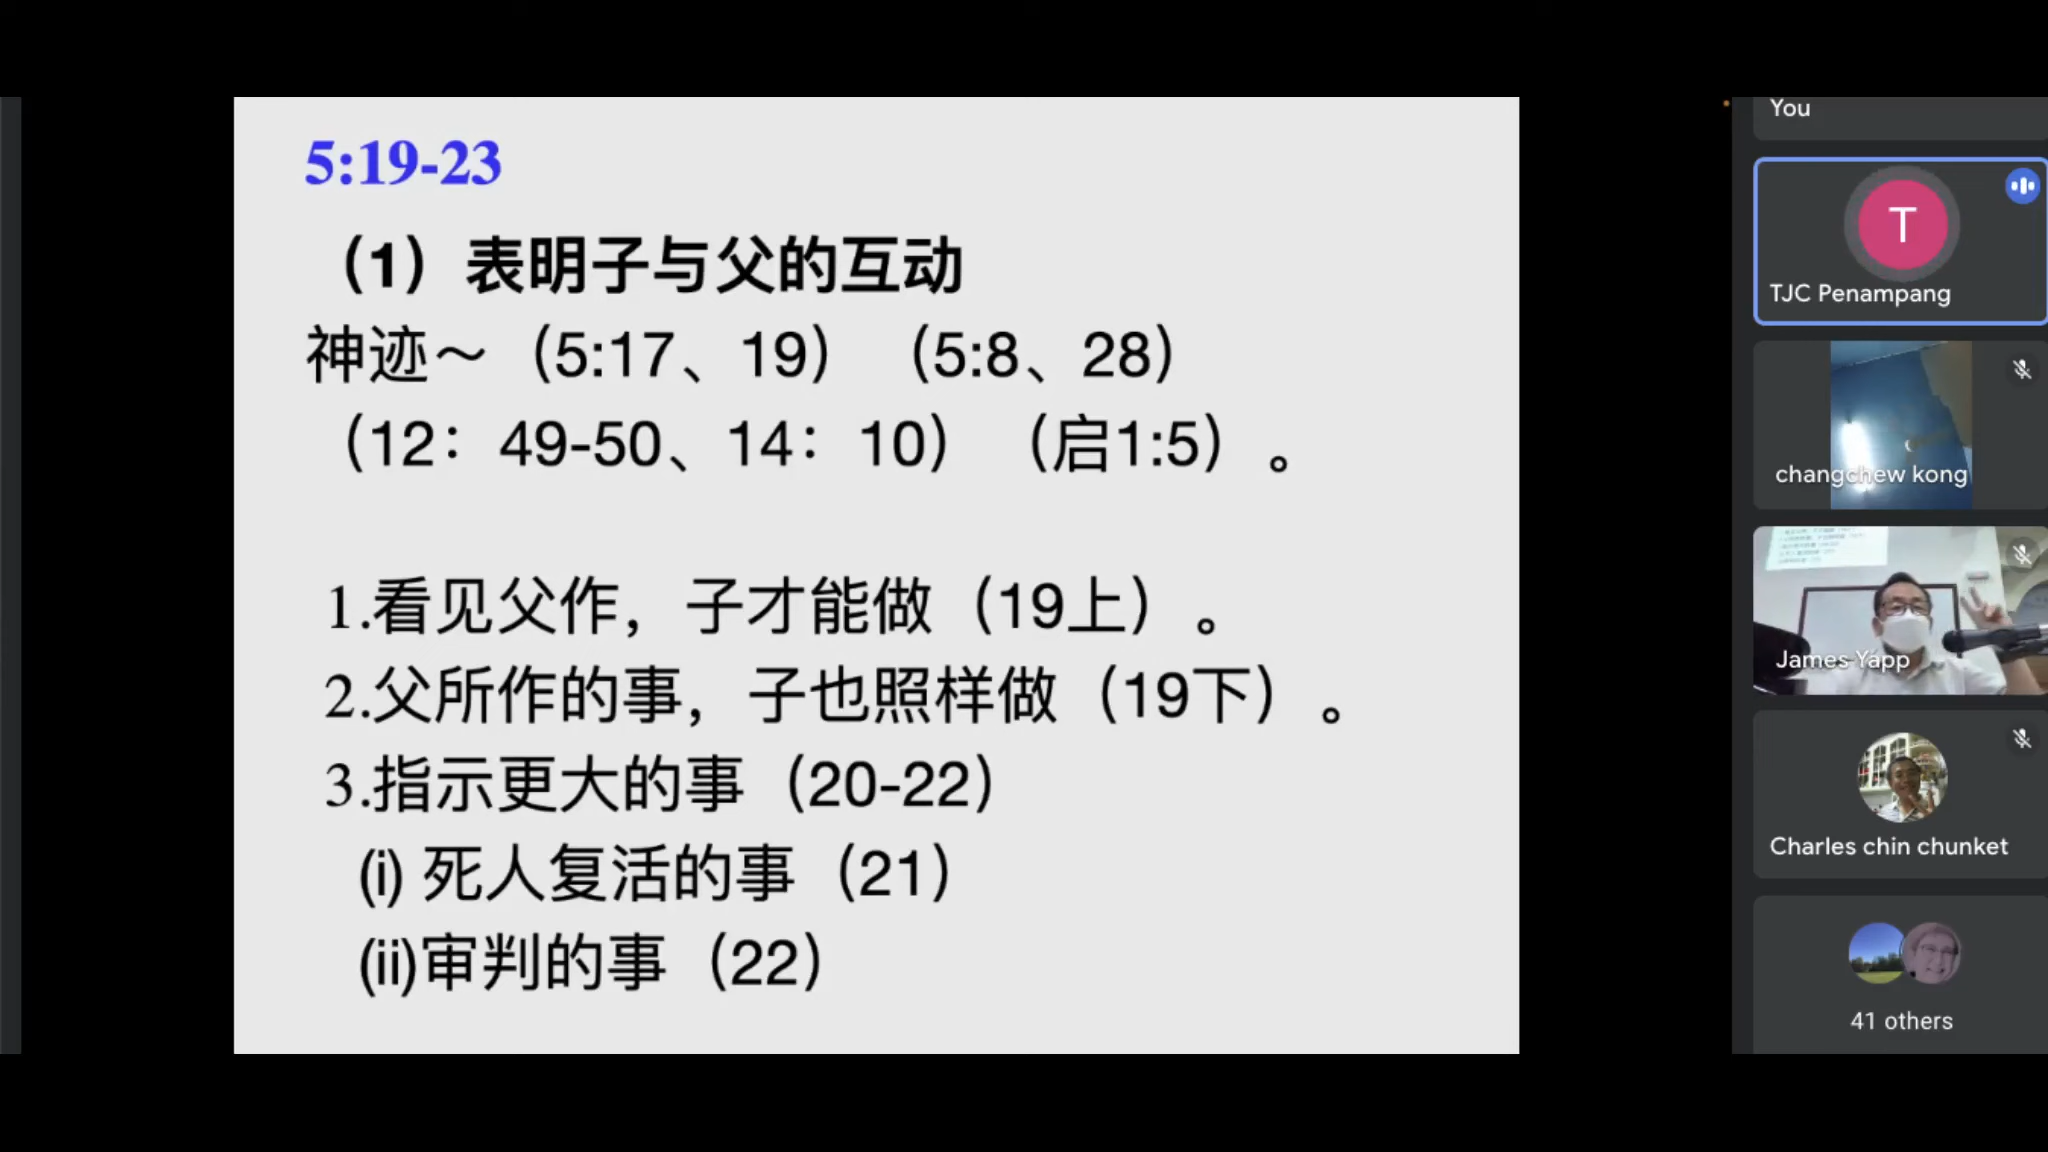 5:19-23
（1）表明子与父的互动
神迹～（5:17、19）（5:8、28）
（12：49-50、14：10）（启1:5）。
1.看见父作，子才能做（19上）。
2.父所作的事，子也照样做（19下）。
3.指示更大的事（20-22）
(i) 死人复活的事（21）
(ii)审判的事（22）
You
T
TJC Penampang
changchew kong
James Yapp
Charles chin chunket
41 others